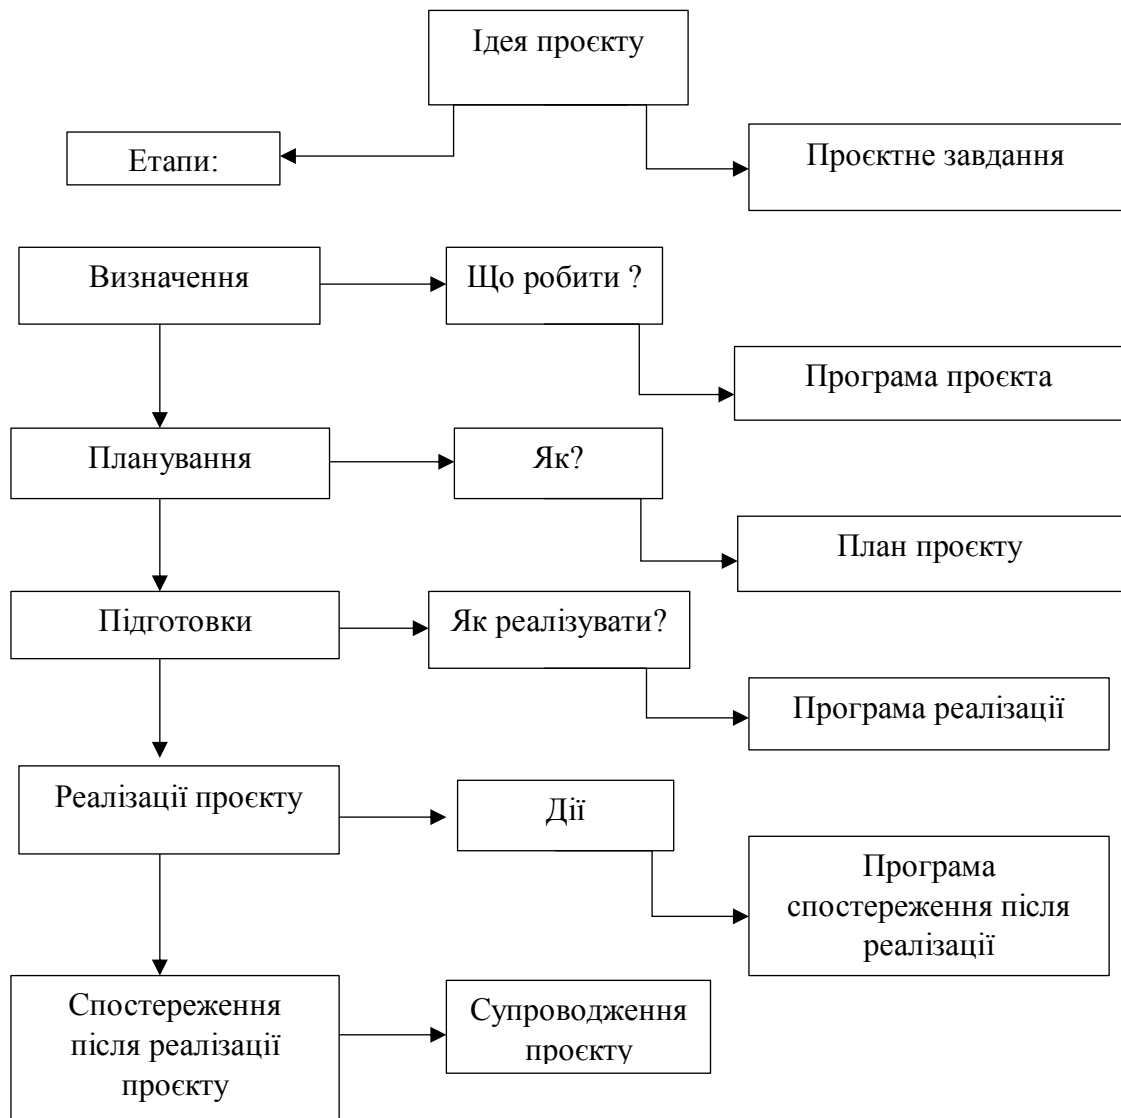 Ідея проєкту
Етапи:
Проєктне завдання
Визначення
Що робити ?
Програма проєкта
Планування
Як?
План проєкту
Підготовки
Як реалізувати?
Програма реалізації
Реалізації проєкту
Дії
Програма
спостереження після
реалізації
Спостереження
після реалізації
проєкту
Супроводження
проєкту